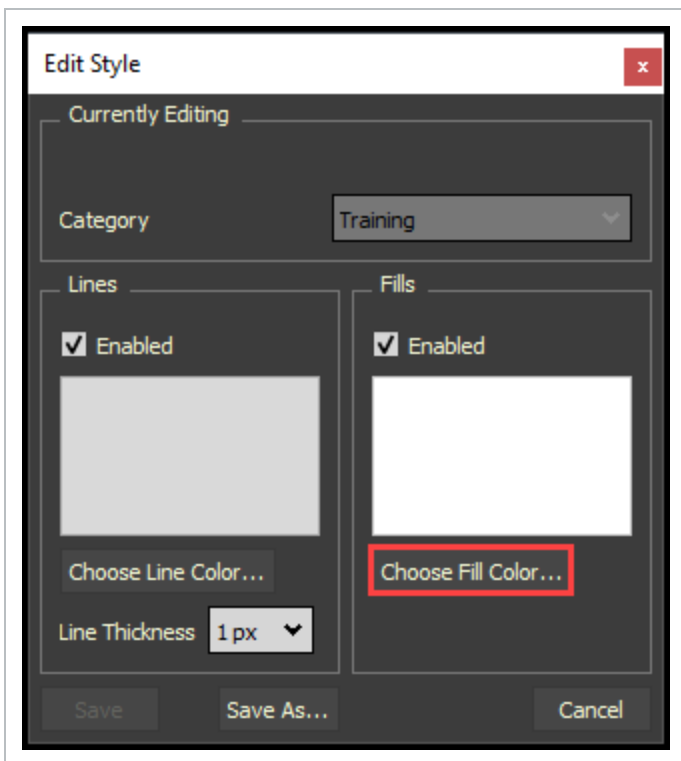 Edit Style
x
Currently Editing
Category Training
Lines
Enabled
Choose Line Color...
Line Thickness 1 px
Fills
Enabled
Choose Fill Color...
Save Save As... Cancel